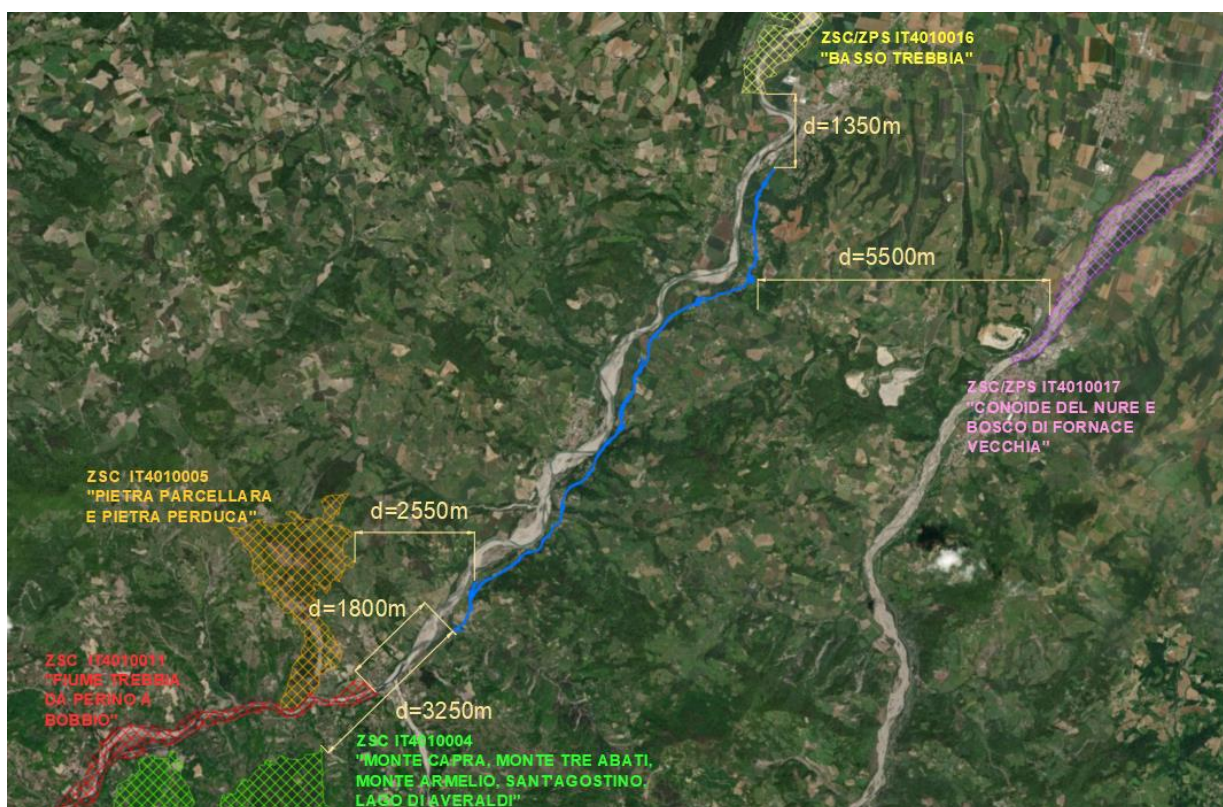 ZSC/ZPS IT4010016
"BASSO TREBBIA"
d=1350m
d=5500m
ZSC/ZPS IT4010017
"CONOIDE DEL NURE E
BOSCO DI FORNACE
VECCHIA"
ZSC IT4010005
"PIETRA PARCELLARA
E PIETRA PERDUCA"
d=2550m
d=1800m
ZSC IT4010011
"FIUME TREBBIA
DA PERINO A
BOBBIO"
d=3250m
ZSC IT4010004
"MONTE CAPRA, MONTE TRE ABATI,
MONTE ARMELIO, SANT'AGOSTINO,
LAGO DI AVERALDI"